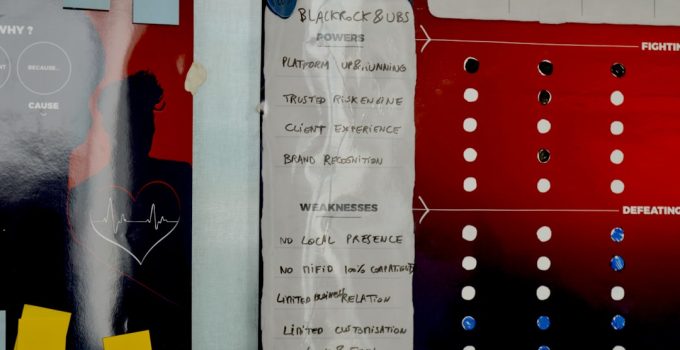 WHY ?
BECAUSE...
CAUSE
BLACKROCK & UBS
POWERS
FIGHTIN
PLATFORM UP & RUNNING
TRUSTED RISK ENGINE
CLIENT EXPERIENCE
BRAND RECOGNITION
WEAKNESSES
DEFEATING
NO LOCAL PRESENCE
NO MIFID 100%
LIMITED BUSINESS RELATION
LIMITED CUSTOMISATION